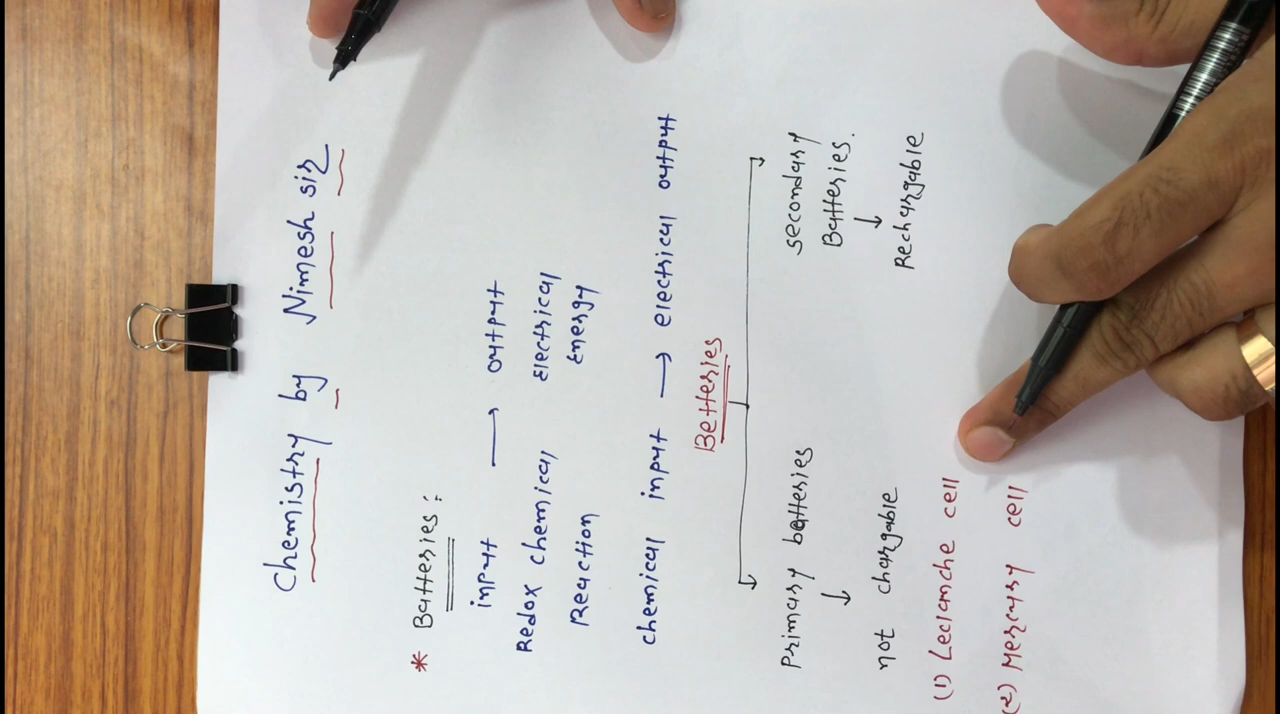 Chemistry by Nimesh sir
* Batteries:
input → output
Redox chemical Electrical
Reaction Energy
chemical input → electrical output
Betteries
Primary batteries secondary
Batteries.
↓ ↓
not chargable Rechargable
(1) Leclanche cell
(2) Mercury cell